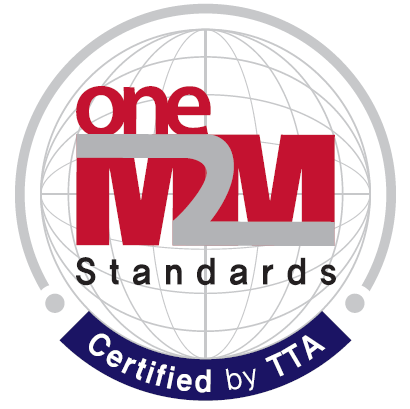 one
M2M
Standards
Certified by TTA